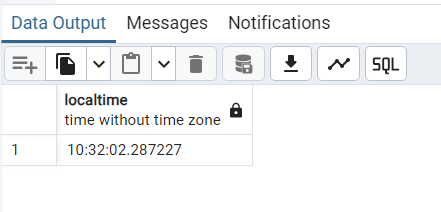 Data Output Messages Notifications
SQL
localtime
time without time zone
1 10:32:02.287227